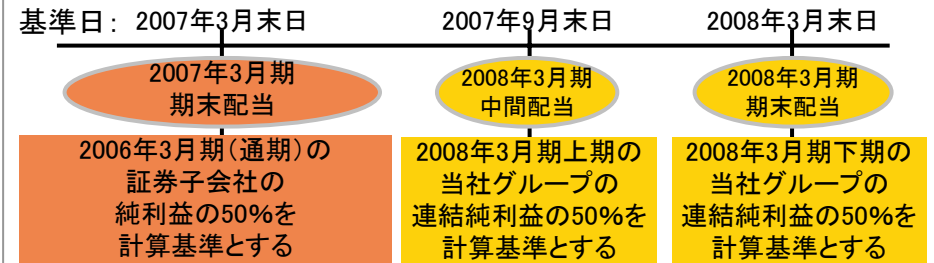 基準日: 2007年3月末日 2007年9月末日 2008年3月末日
2007年3月期
期末配当
2008年3月期
中間配当
2008年3月期
期末配当
2006年3月期(通期)の
証券子会社の
純利益の50%を
計算基準とする
2008年3月期上期の
当社グループの
連結純利益の50%を
計算基準とする
2008年3月期下期の
当社グループの
連結純利益の50%を
計算基準とする